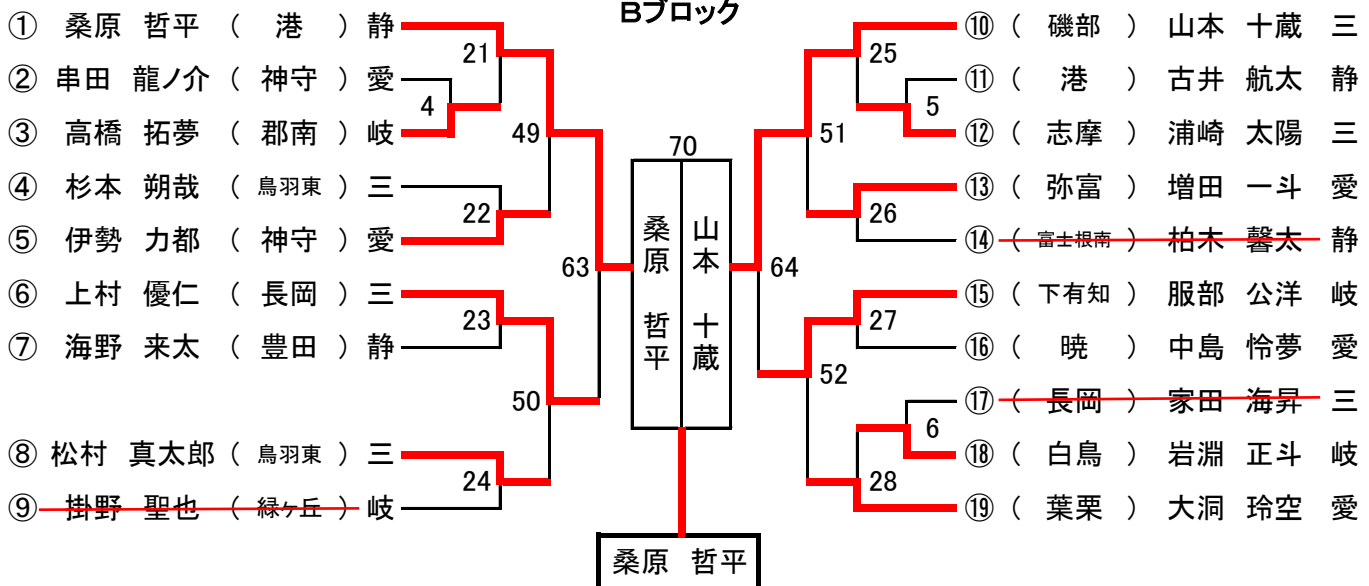 Bブロック
① 桑原 哲平 ( 港 ) 静
② 串田 龍ノ介 ( 神守 ) 愛
③ 高橋 拓夢 ( 郡南 ) 岐
④ 杉本 朔哉 ( 鳥羽東 ) 三
⑤ 伊勢 力都 ( 神守 ) 愛
⑥ 上村 優仁 ( 長岡 ) 三
⑦ 海野 来太 ( 豊田 ) 静
⑧ 松村 真太郎 ( 鳥羽東 ) 三
⑨ 掛野 聖也 ( 緑ヶ丘 ) 岐
21
4
49
22
63
23
50
24
70
桑原 哲平
山本 十蔵
桑原 哲平
25
5
51
26
64
27
52
6
28
⑩ ( 磯部 ) 山本 十蔵 三
⑪ ( 港 ) 古井 航太 静
⑫ ( 志摩 ) 浦崎 太陽 三
⑬ ( 弥富 ) 増田 一斗 愛
⑭ ( 富士根南 ) 柏木 馨太 静
⑮ ( 下有知 ) 服部 公洋 岐
⑯ ( 暁 ) 中島 怜夢 愛
⑰ ( 長岡 ) 家田 海昇 三
⑱ ( 白鳥 ) 岩淵 正斗 岐
⑲ ( 葉栗 ) 大洞 玲空 愛